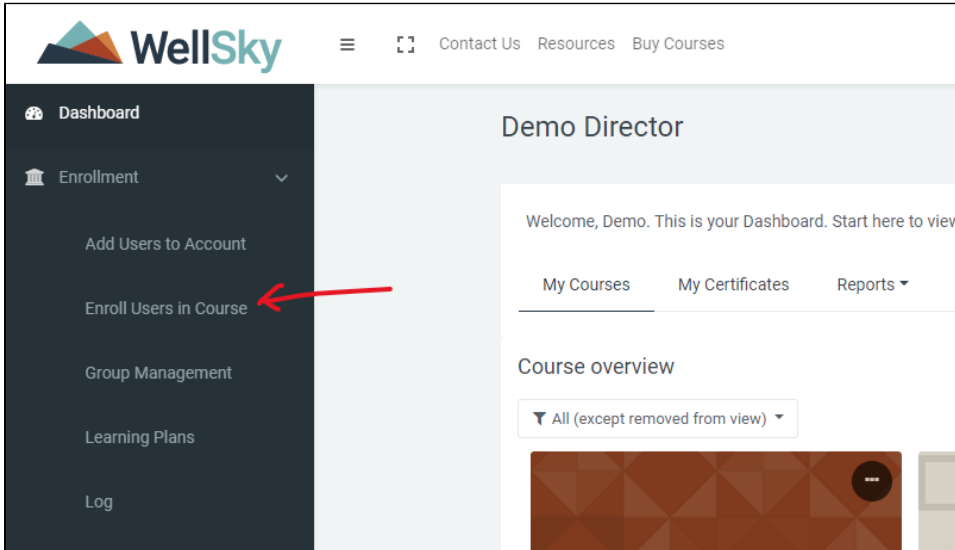 WellSky
Contact Us Resources Buy Courses
Dashboard
Enrollment
Add Users to Account
Enroll Users in Course
Group Management
Learning Plans
Log
Demo Director
Welcome, Demo. This is your Dashboard. Start here to view
My Courses My Certificates Reports
Course overview
All (except removed from view)